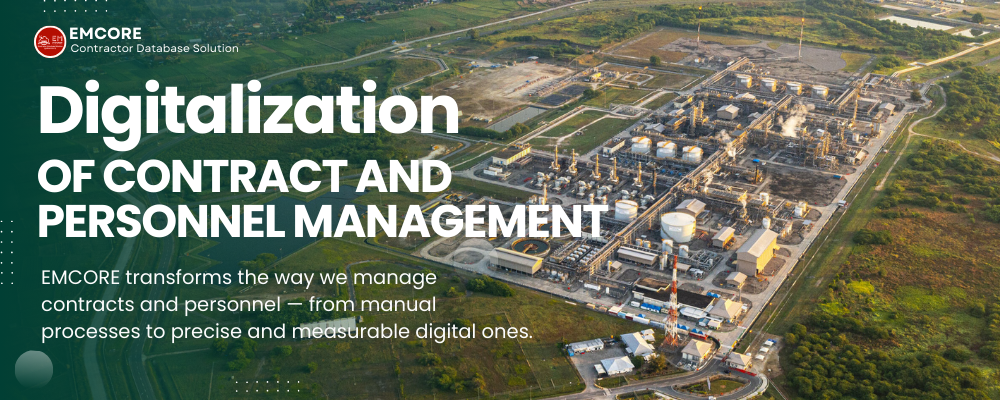 EMCORE
Contractor Database Solution
Digitalization
OF CONTRACT AND
PERSONNEL MANAGEMENT
EMCORE transforms the way we manage
contracts and personnel — from manual
processes to precise and measurable digital ones.